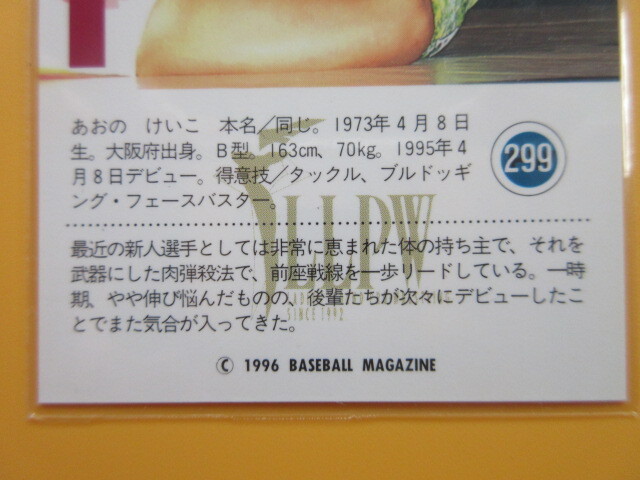 あおの けいこ 本名／同じ。1973年4月8日
生。大阪府出身。B型。163cm、70kg。1995年4
月8日デビュー。得意技／タックル、ブルドッギ
ング・フェースバスター。
299
LLPW
最近の新人選手としては非常に恵まれた体の持ち主で、それを
武器にした肉弾殺法で、前座戦線を一歩リードしている。一時
期、やや伸び悩んだものの、後輩たちが次々にデビューしたこ
とでまた気合が入ってきた。
SINCE 1992
© 1996 BASEBALL MAGAZINE